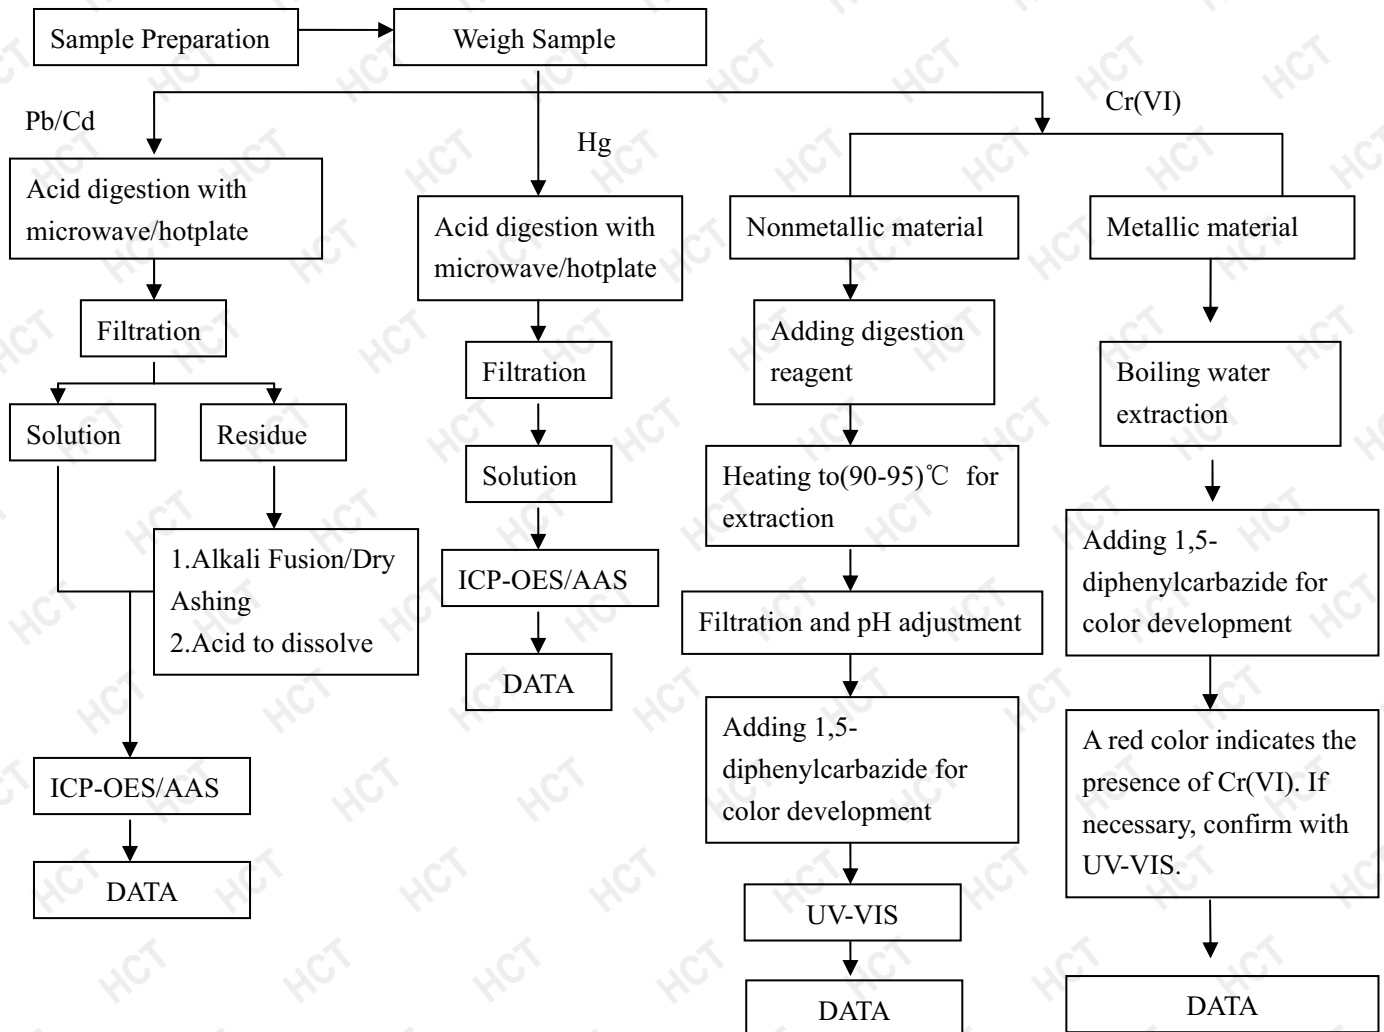 Sample Preparation
Weigh Sample
Pb/Cd
Hg
Cr(VI)
Acid digestion with
microwave/hotplate
Filtration
Solution
Residue
1.Alkali Fusion/Dry
Ashing
2.Acid to dissolve
ICP-OES/AAS
DATA
Acid digestion with
microwave/hotplate
Filtration
Solution
ICP-OES/AAS
DATA
Nonmetallic material
Adding digestion
reagent
Heating to(90-95)℃ for
extraction
Filtration and pH adjustment
Adding 1,5-
diphenylcarbazide for
color development
UV-VIS
DATA
Metallic material
Boiling water
extraction
Adding 1,5-
diphenylcarbazide for
color development
A red color indicates the
presence of Cr(VI). If
necessary, confirm with
UV-VIS.
DATA
HCT